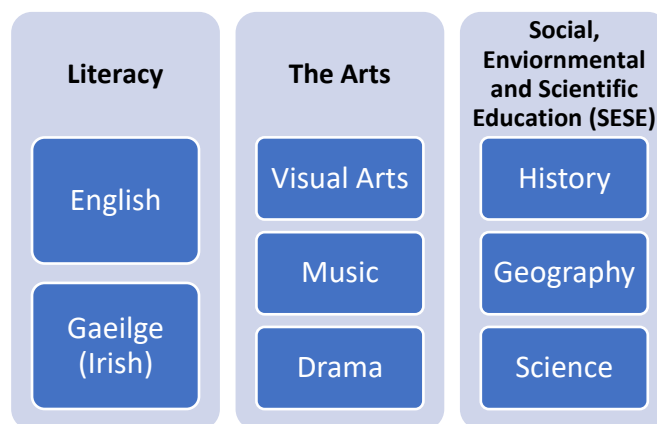 Literacy
English
Gaeilge
(Irish)
The Arts
Visual Arts
Music
Drama
Social,
Enviornmental
and Scientific
Education (SESE)
History
Geography
Science